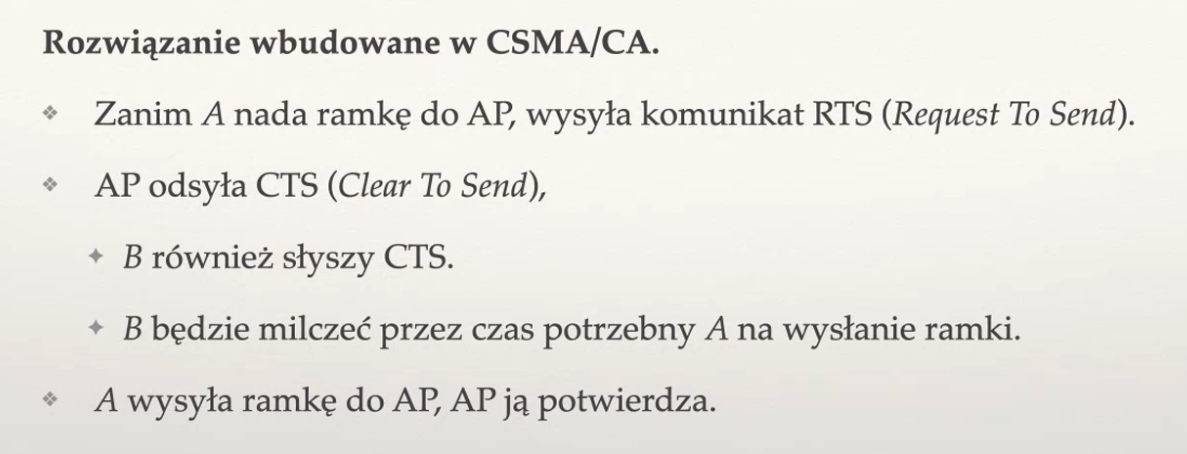 Rozwiązanie wbudowane w CSMA/CA.
Zanim A nada ramkę do AP, wysyła komunikat RTS (Request To Send).
AP odsyła CTS (Clear To Send),
B również słyszy CTS.
B będzie milczeć przez czas potrzebny A na wysłanie ramki.
A wysyła ramkę do AP, AP ją potwierdza.